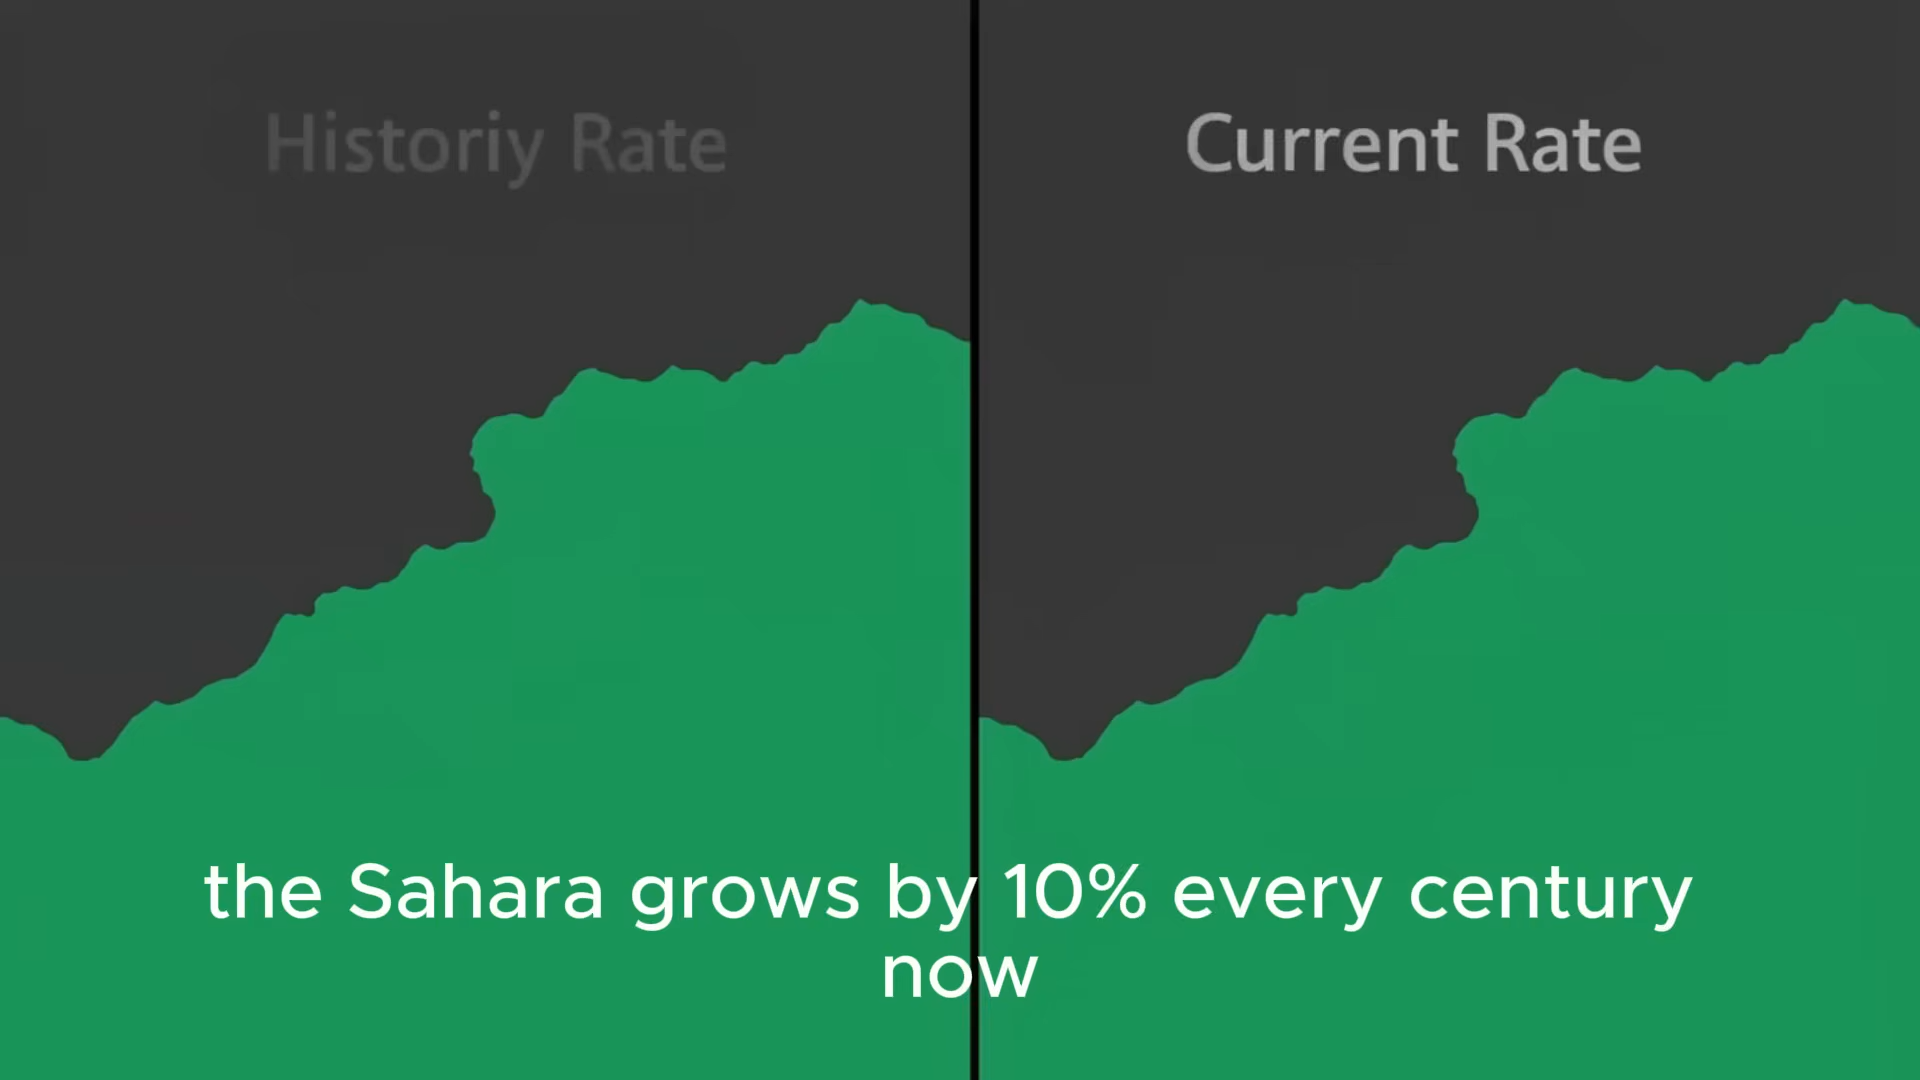 Historiy Rate
Current Rate
the Sahara grows by 10% every century
now